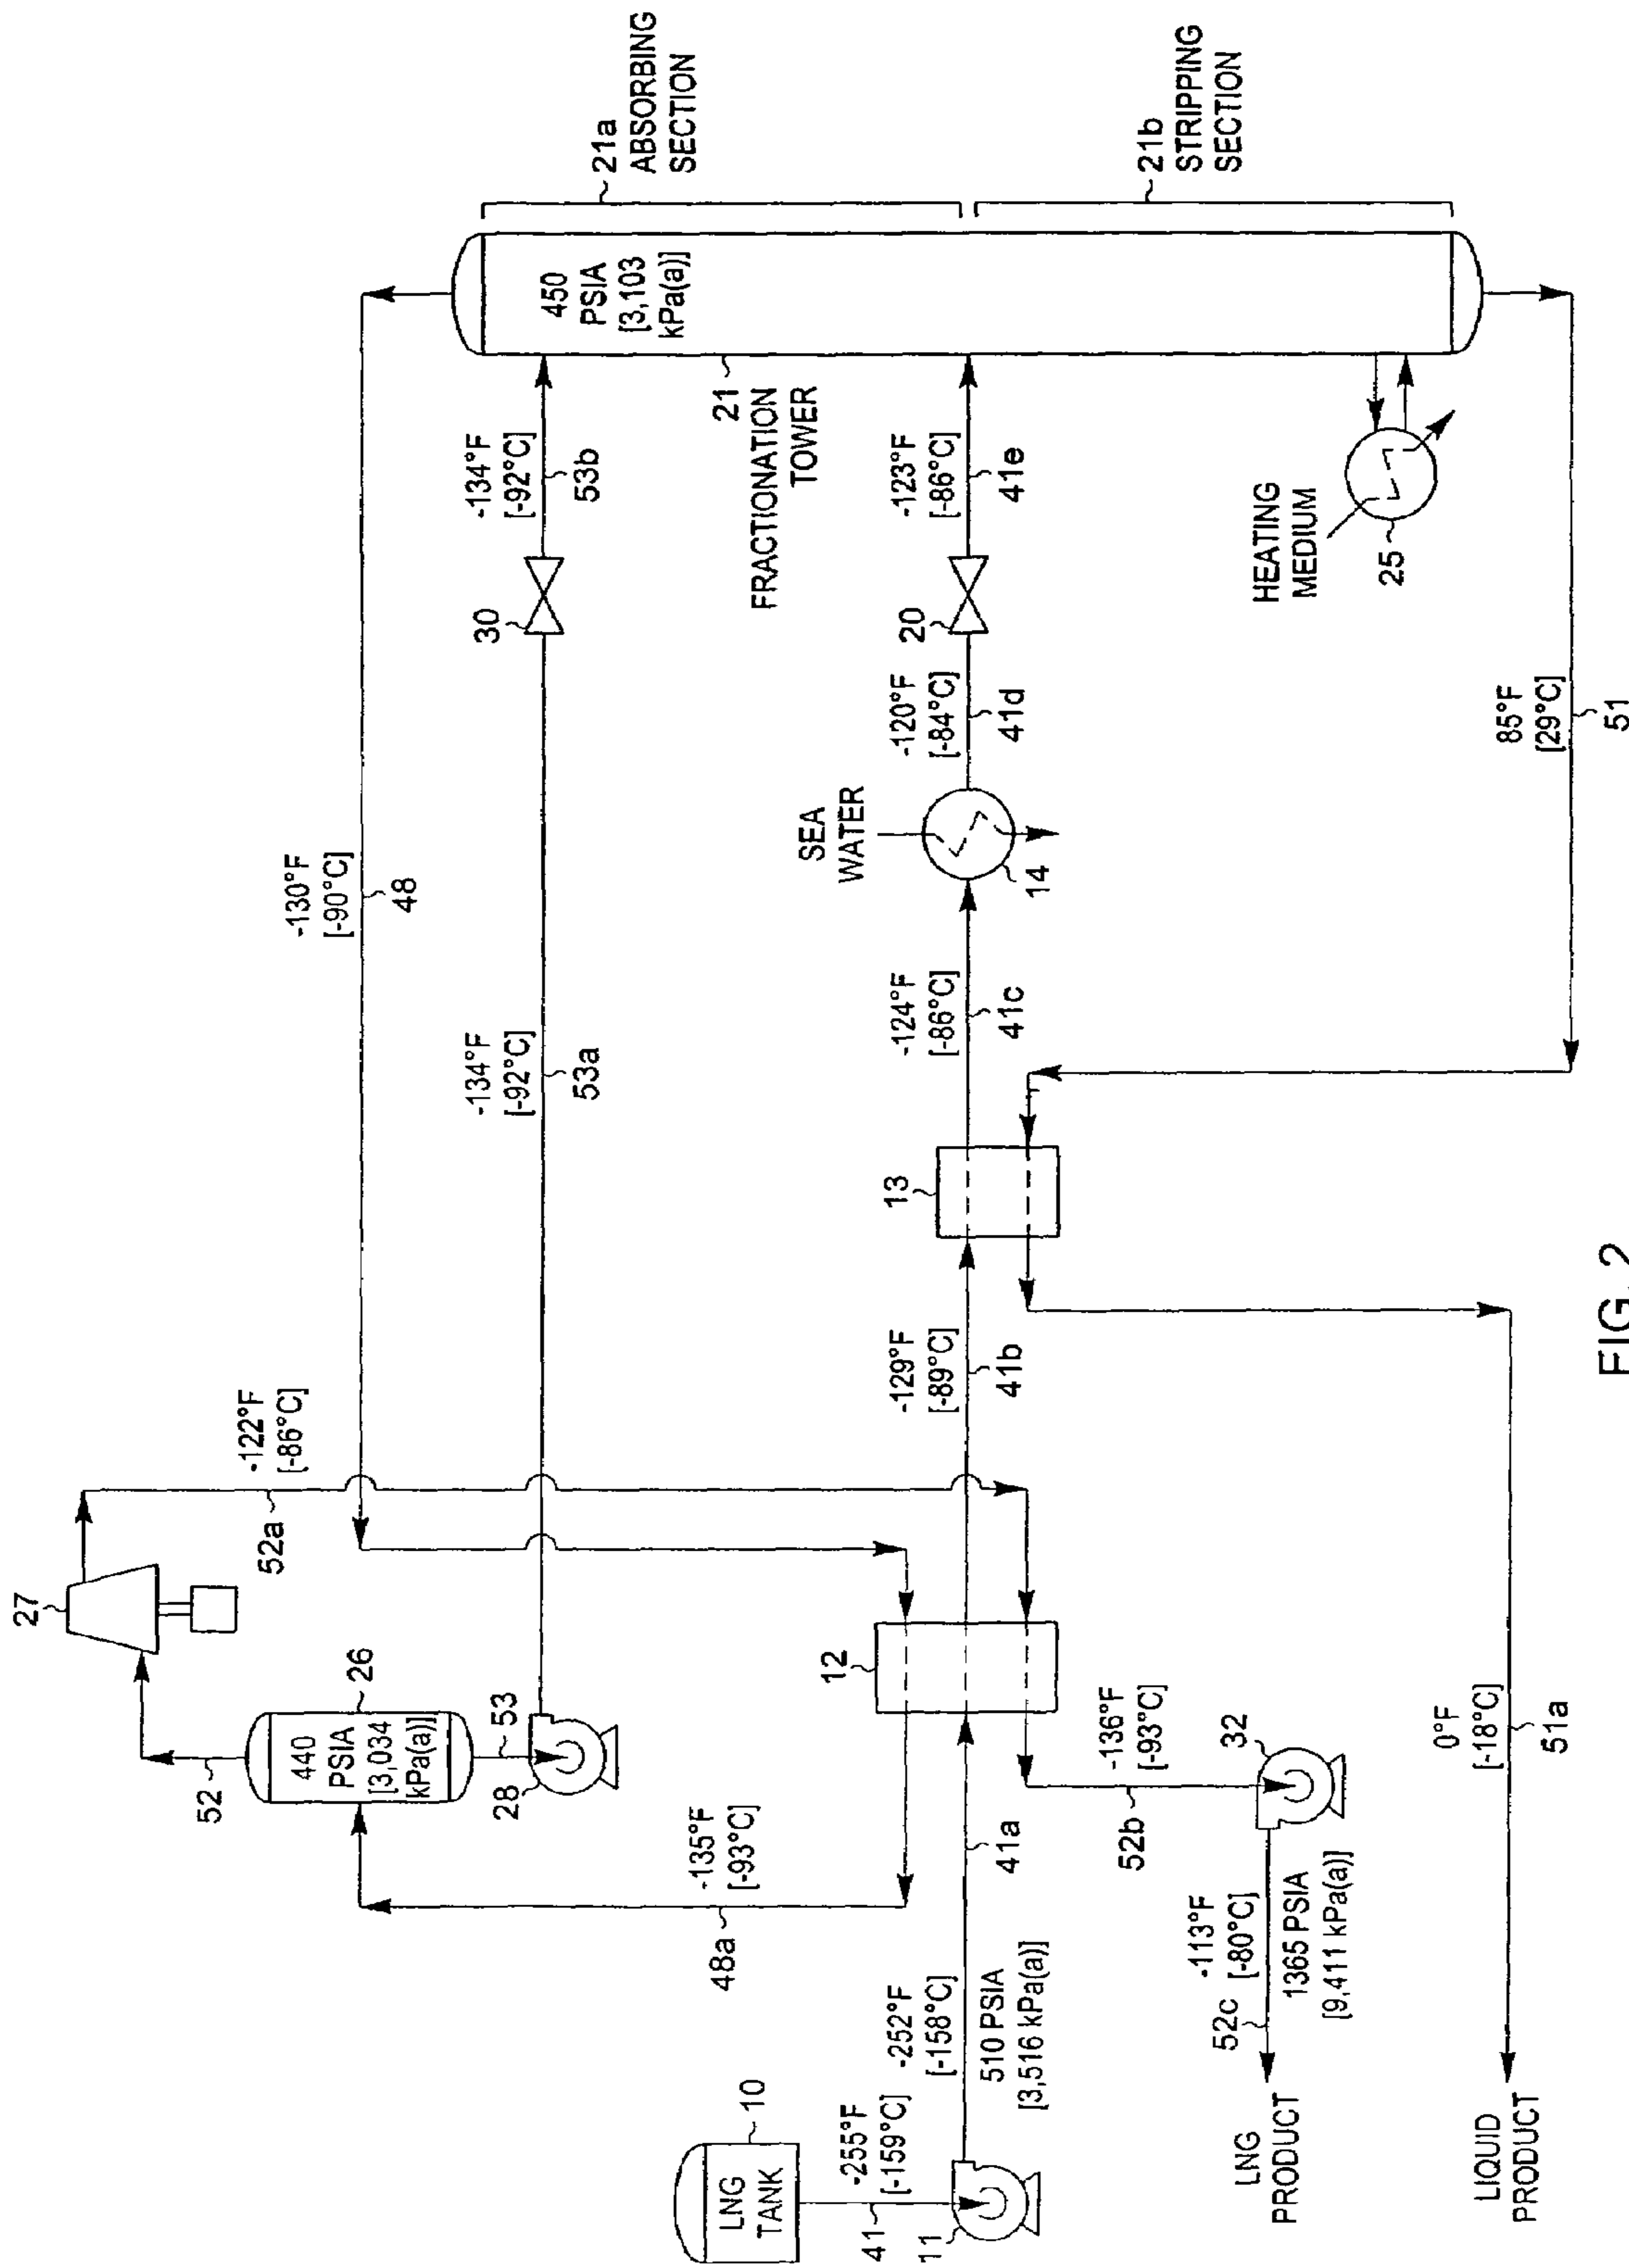 27
-122°F
[-86°C]
52a
52
26
440
PSIA
[3,034
kPa(a)]
53
28
-135°F
[-93°C]
48a
-130°F
[-90°C]
48
-134°F
[-92°C]
53a
30
-134°F
[-92°C]
53b
450
PSIA
[3,103
kPa(a)]
21
FRACTIONATION
TOWER
21a
ABSORBING
SECTION
21b
STRIPPING
SECTION
10
LNG
TANK
41
-255°F
[-159°C]
11
-252°F
[-158°C]
510 PSIA
[3,516 kPa(a)]
41a
12
-129°F
[-89°C]
41b
13
-124°F
[-86°C]
41c
SEA
WATER
14
-120°F
[-84°C]
41d
20
-123°F
[-86°C]
41e
HEATING
MEDIUM
25
-136°F
[-93°C]
52b
32
-113°F
[-80°C]
52c
1365 PSIA
[9,411 kPa(a)]
LNG
PRODUCT
85°F
[29°C]
51
0°F
[-18°C]
51a
LIQUID
PRODUCT
FIG. 2